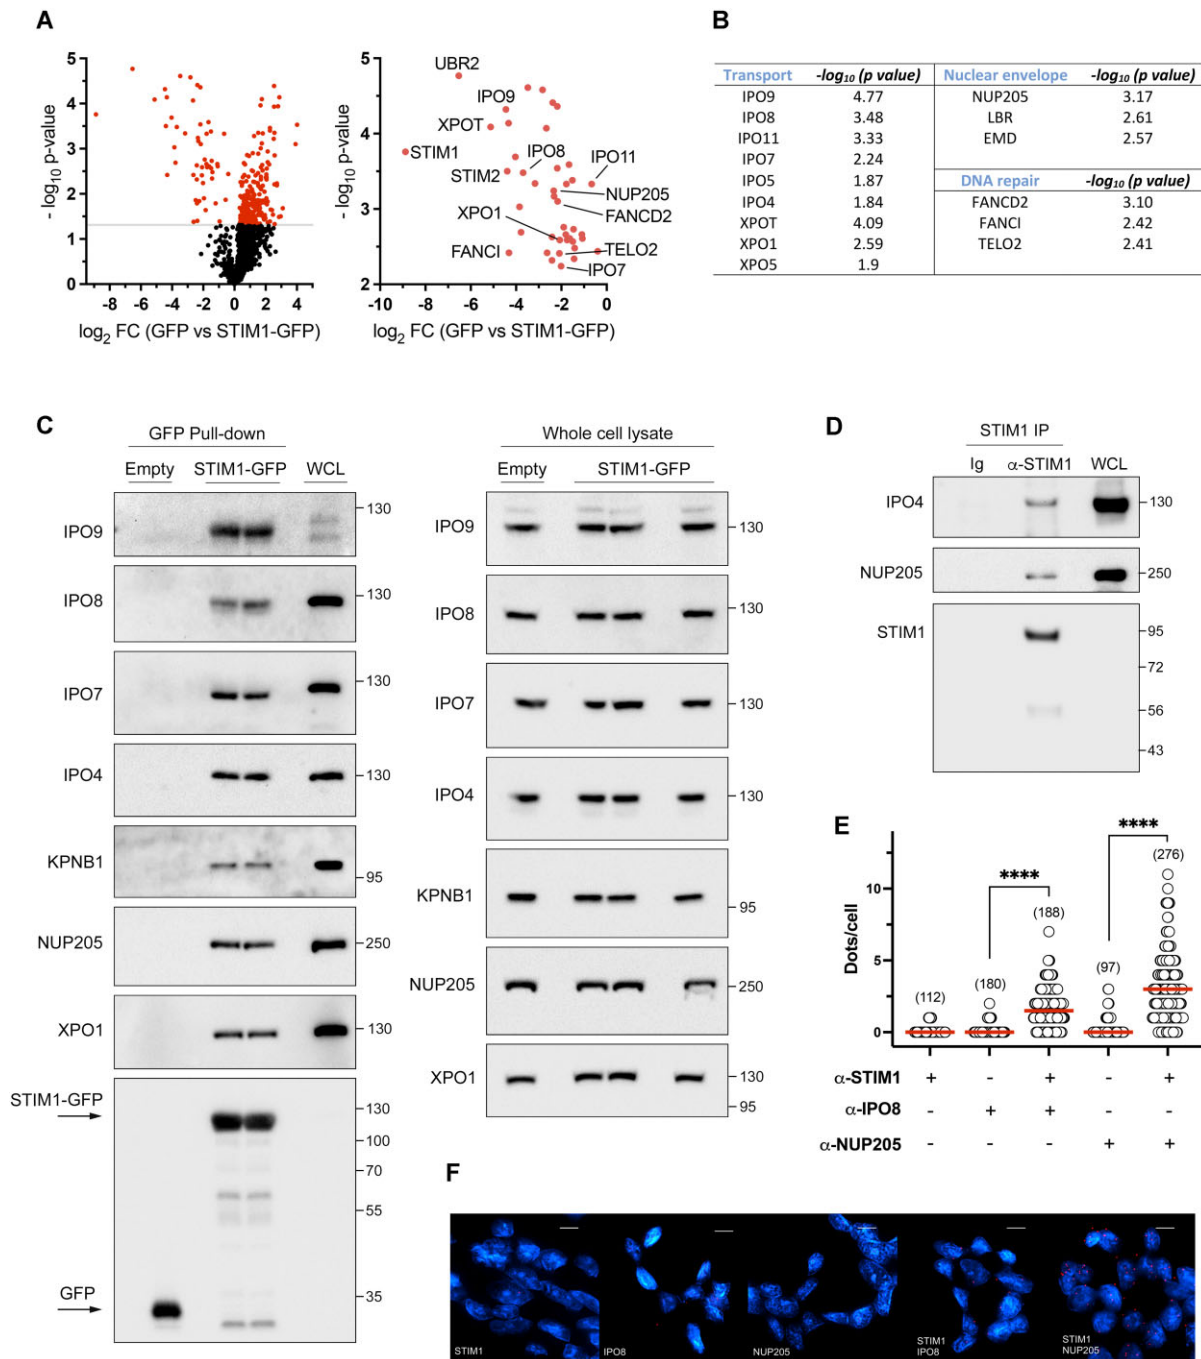 A
5
4
3
2
1
0
-8
-6
-4
-2
0
2
4
- log10 p-value
log2 FC (GFP vs STIM1-GFP)
5
4
3
2
-10
-8
-6
-4
-2
0
- log10 p-value
log2 FC (GFP vs STIM1-GFP)
UBR2
IPO9
XPOT
STIM1
IPO8
IPO11
STIM2
NUP205
XPO1
FANCD2
FANCI
TELO2
IPO7
B
Transport -log10 (p value) Nuclear envelope -log10 (p value)
IPO9 4.77 NUP205 3.17
IPO8 3.48 LBR 2.61
IPO11 3.33 EMD 2.57
IPO7 2.24
IPO5 1.87 DNA repair -log10 (p value)
IPO4 1.84 FANCD2 3.10
XPOT 4.09 FANCI 2.42
XPO1 2.59 TELO2 2.41
XPO5 1.9
C
GFP Pull-down
Empty STIM1-GFP WCL
IPO9 130
IPO8 130
IPO7 130
IPO4 130
KPNB1 95
NUP205 250
XPO1 130
STIM1-GFP
130
100
70
55
35
GFP
Whole cell lysate
Empty STIM1-GFP
IPO9 130
IPO8 130
IPO7 130
IPO4 130
KPNB1 95
NUP205 250
XPO1 130
95
D
STIM1 IP
Ig α-STIM1 WCL
IPO4 130
NUP205 250
STIM1 95
72
56
43
E
Dots/cell
10
5
0
(112)
(180)
(188)
(97)
(276)
****
****
α-STIM1 + - + - +
α-IPO8 - + + - -
α-NUP205 - - - + +
F
STIM1
IPO8
NUP205
STIM1
IPO8
STIM1
NUP205